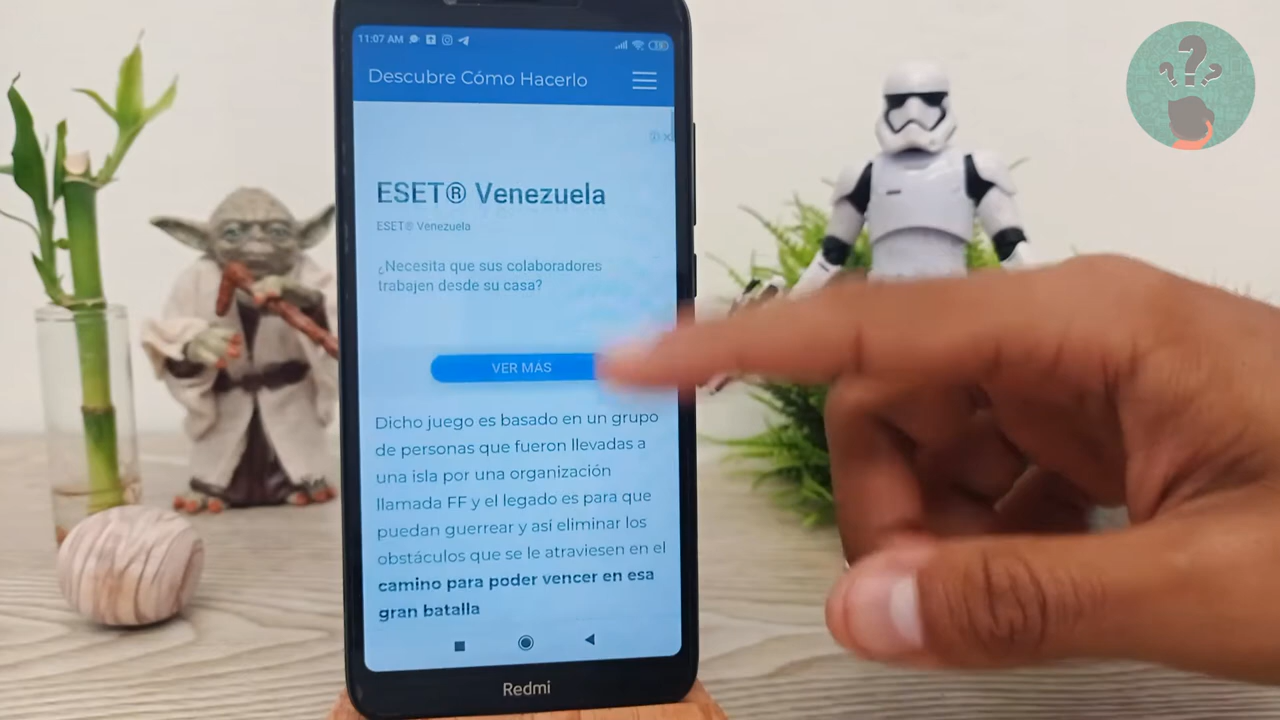 11:07 AM
Descubre Cómo Hacerlo
ESET® Venezuela
ESET® Venezuela
¿Necesita que sus colaboradores
trabajen desde su casa?
VER MÁS
Dicho juego es basado en un grupo
de personas que fueron llevadas a
una isla por una organización
llamada FF y el legado es para que
puedan guerrear y así eliminar los
obstáculos que se le atraviesen en el
camino para poder vencer en esa
gran batalla
Redmi